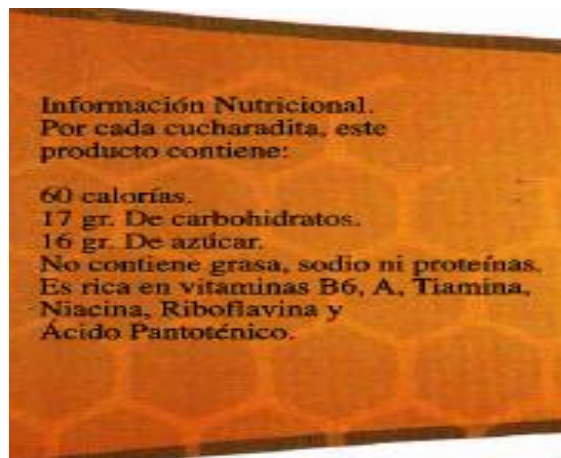 Información Nutricional.
Por cada cucharadita, este
producto contiene:
60 calorías.
17 gr. De carbohidratos.
16 gr. De azúcar.
No contiene grasa, sodio ni proteínas.
Es rica en vitaminas B6, A, Tiamina,
Niacina, Riboflavina y
Ácido Pantoténico.